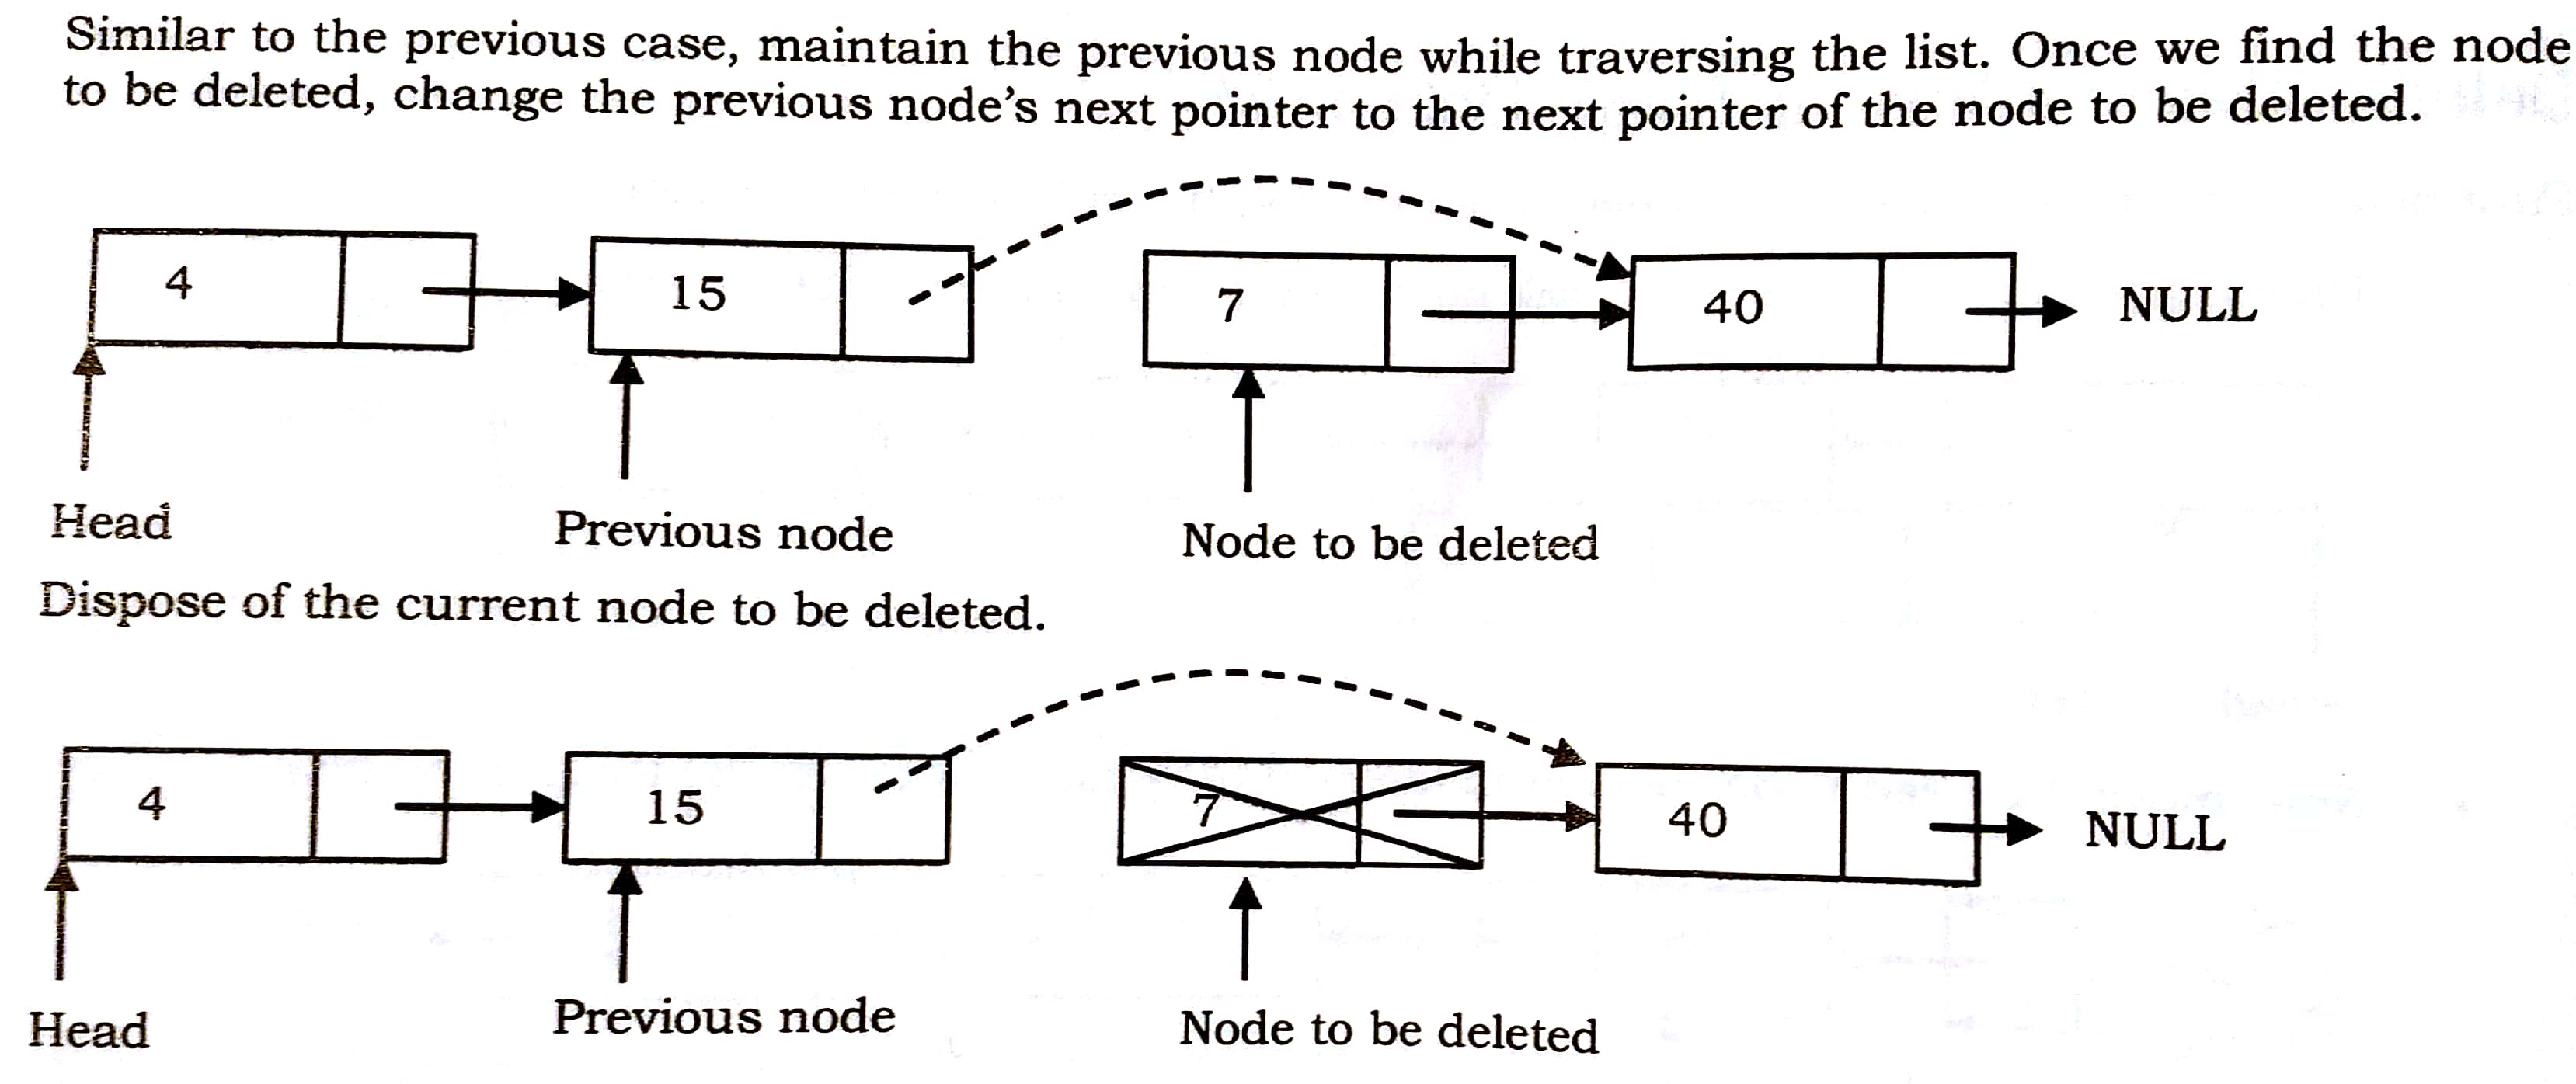 Similar to the previous case, maintain the previous node while traversing the list. Once we find the node
to be deleted, change the previous node’s next pointer to the next pointer of the node to be deleted.
4 15 7 40 NULL
Head Previous node Node to be deleted
Dispose of the current node to be deleted.
4 15 7 40 NULL
Head Previous node Node to be deleted